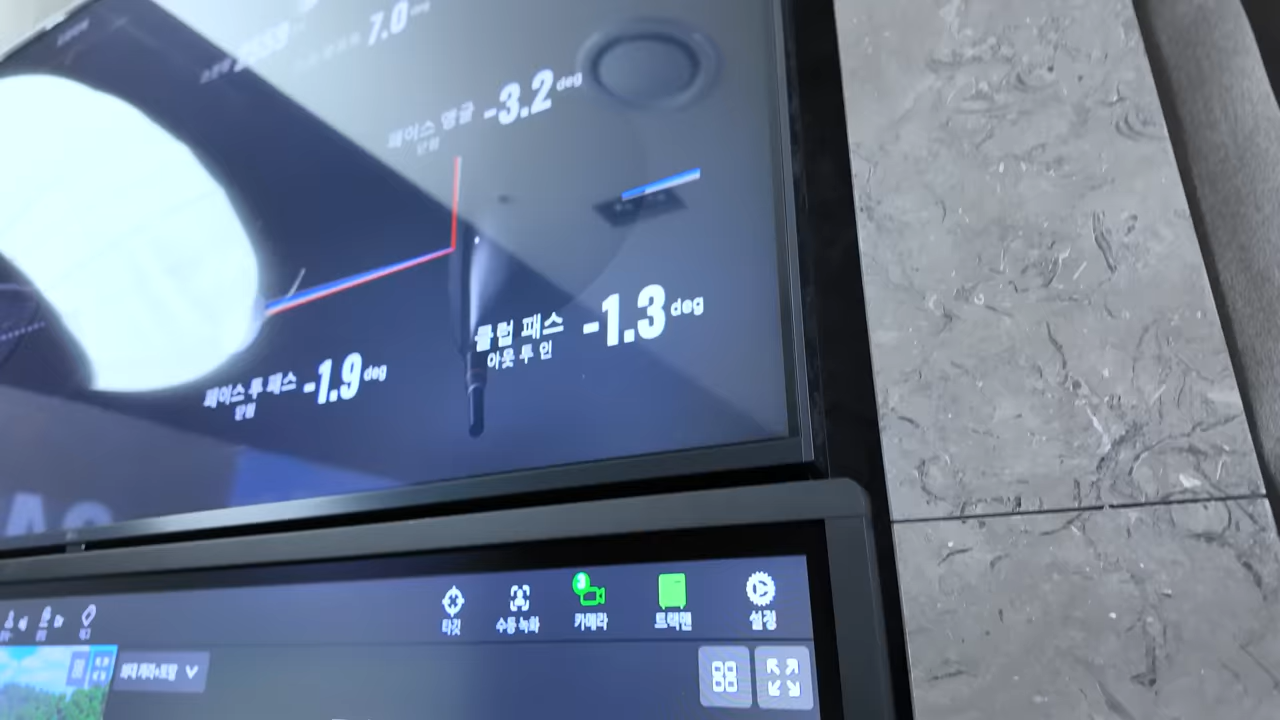 7.0
페이스 앵글 -3.2 deg
닫힘
클럽 패스 -1.3 deg
아웃 투 인
페이스 투 패스 -1.9 deg
닫힘
타깃
수동 녹화
3
카메라
트랙맨
설정